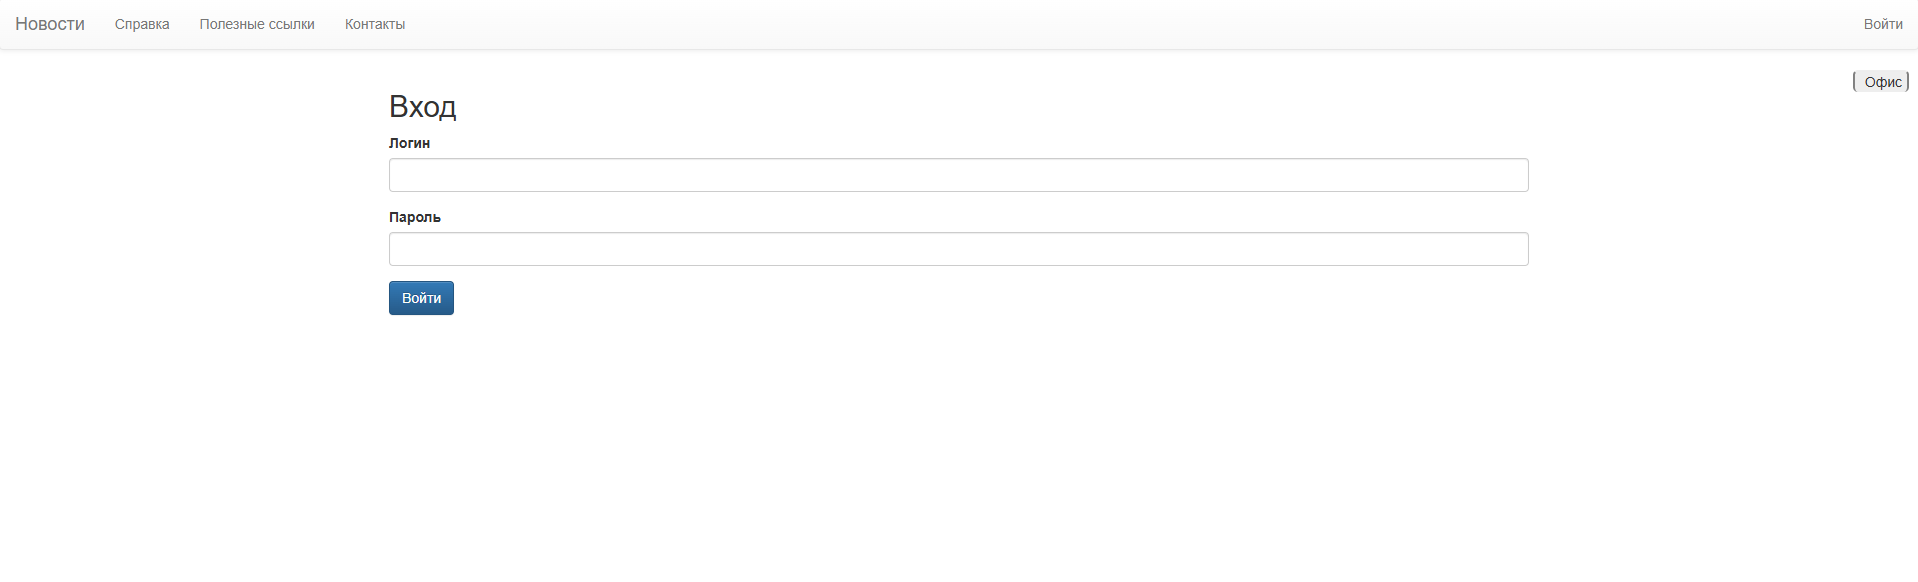 Новости Справка Полезные ссылки Контакты Войти
Офис
Вход
Логин
Пароль
Войти